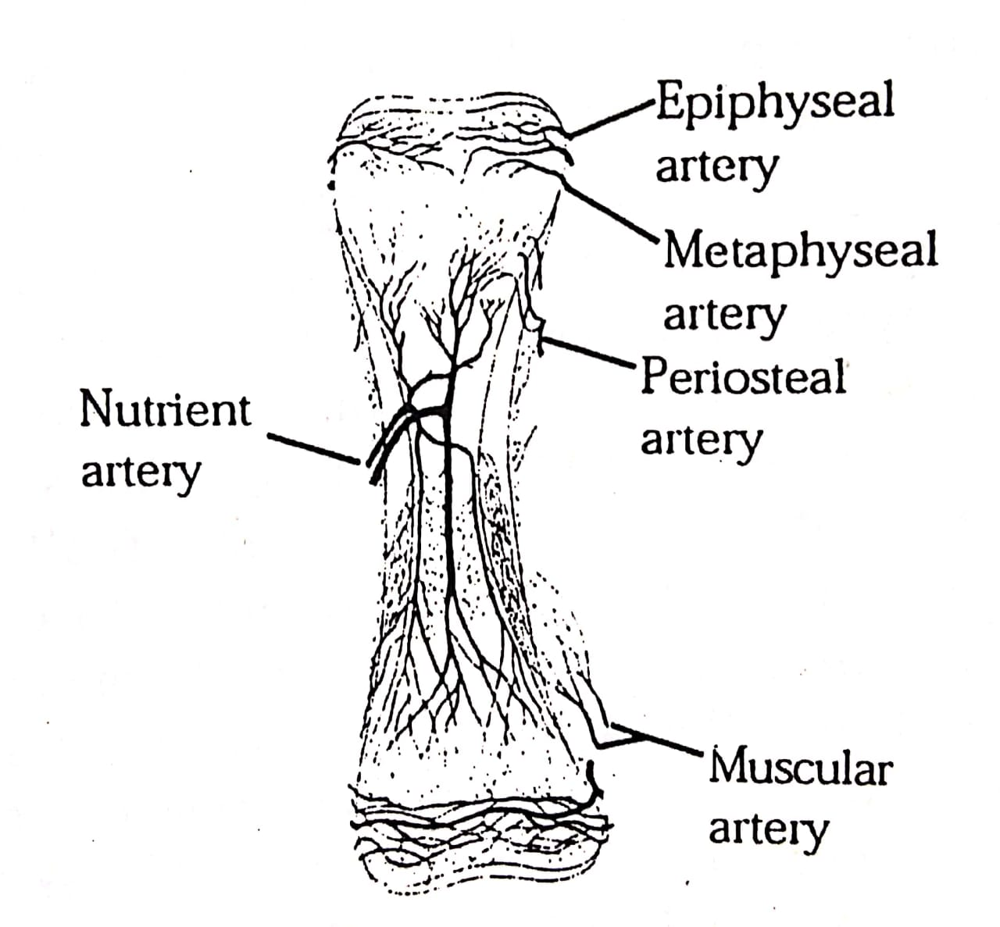 Epiphyseal
artery
Metaphyseal
artery
Periosteal
artery
Nutrient
artery
Muscular
artery